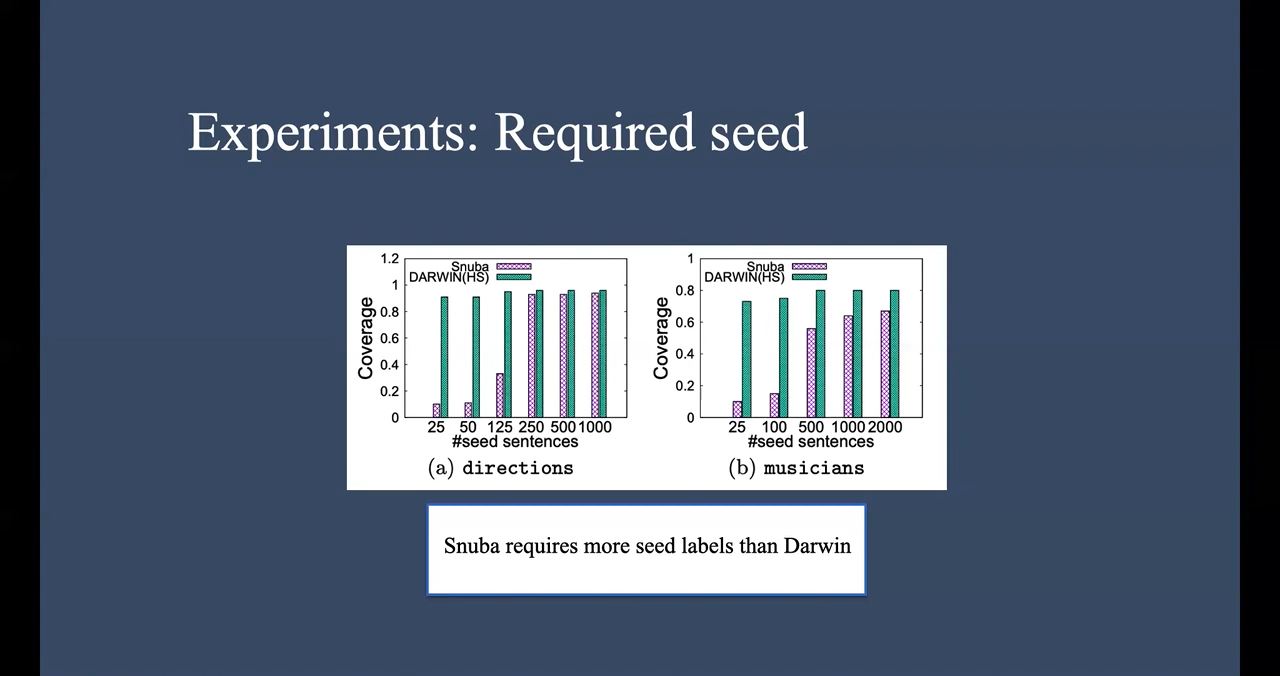 Experiments: Required seed
Snuba
DARWIN(HS)
1.2
1
0.8
0.6
0.4
0.2
0
Coverage
25 50 125 250 500 1000
#seed sentences
(a) directions
Snuba
DARWIN(HS)
1
0.8
0.6
0.4
0.2
0
Coverage
25 100 500 1000 2000
#seed sentences
(b) musicians
Snuba requires more seed labels than Darwin